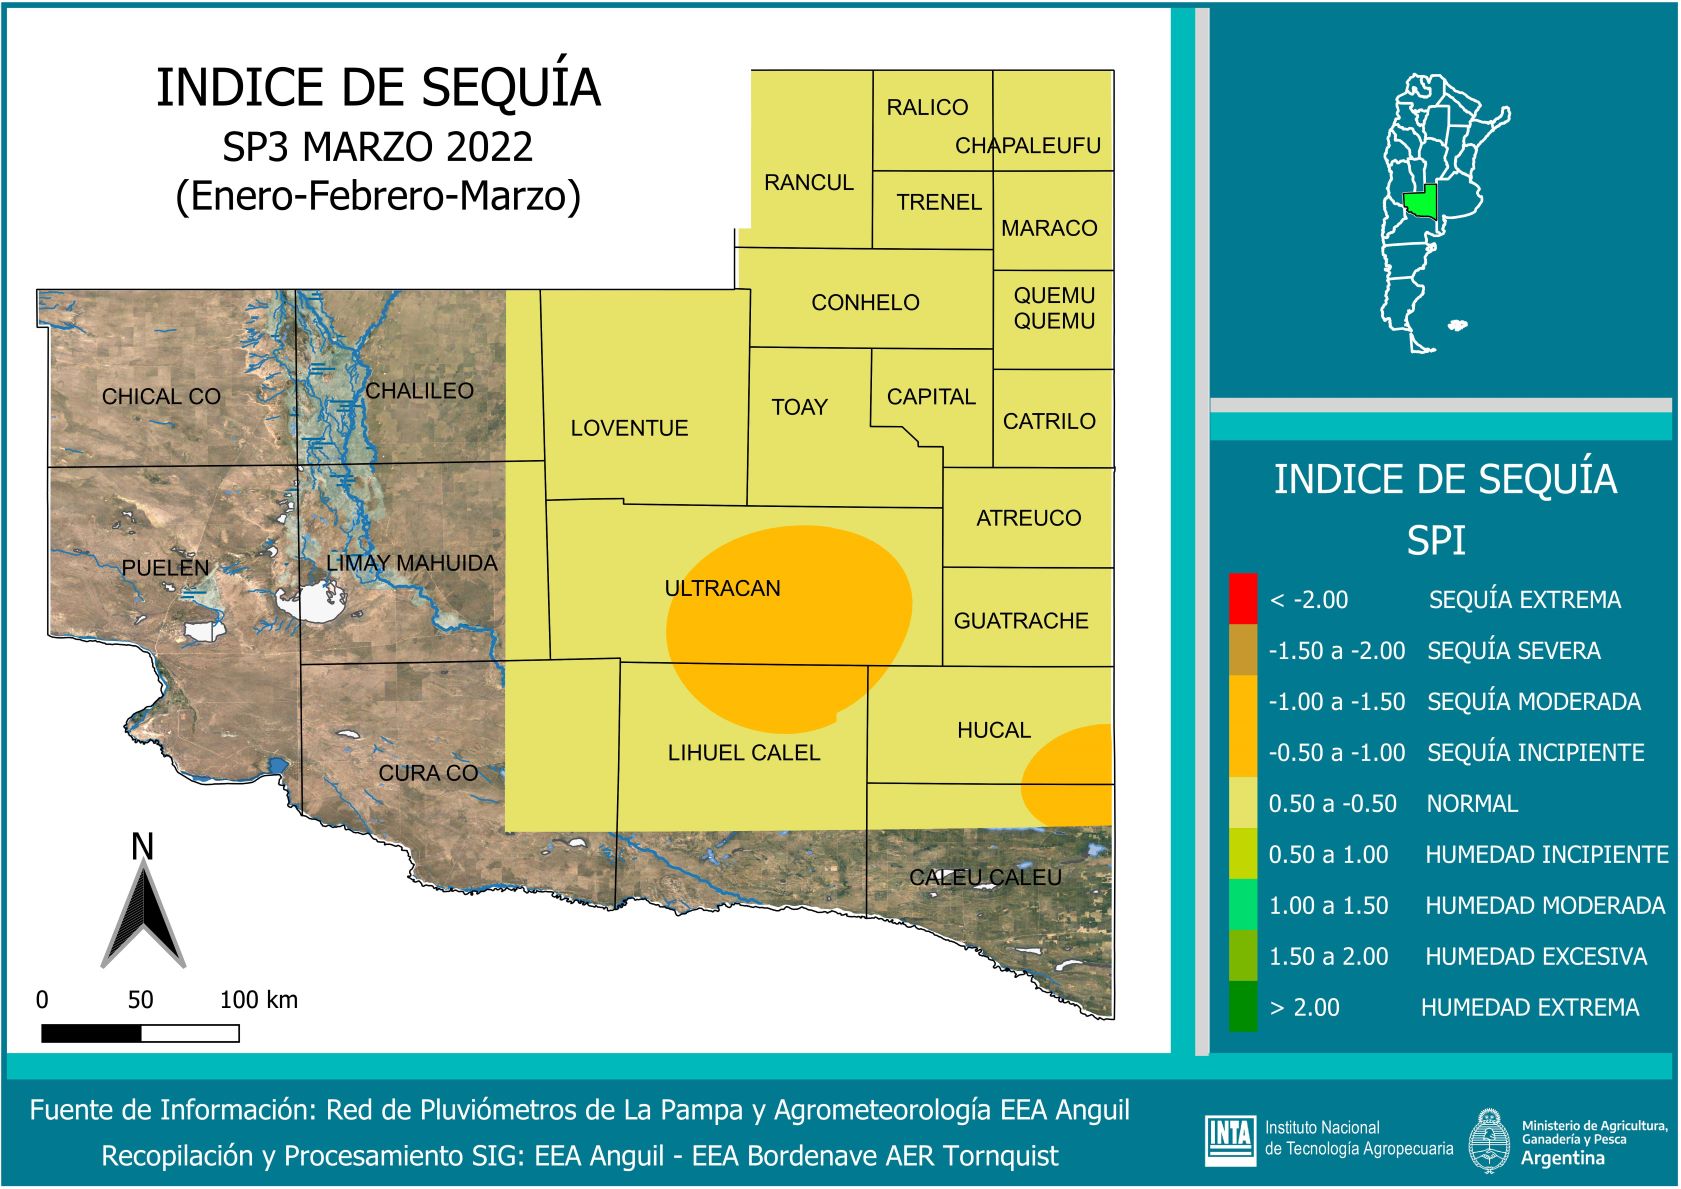 INDICE DE SEQUÍA
SP3 MARZO 2022
(Enero-Febrero-Marzo)
RALICO
CHAPALEUFU
RANCUL
TRENEL
MARACO
CONHELO
QUEMU
QUEMU
CHICAL CO
CHALILEO
LOVENTUE
TOAY
CAPITAL
CATRILO
ATREUCO
PUELEN
LIMAY MAHUIDA
ULTRACAN
GUATRACHE
HUCAL
LIHUEL CALEL
CURA CO
CALEU CALEU
N
0 50 100 km
INDICE DE SEQUÍA
SPI
< -2.00 SEQUÍA EXTREMA
-1.50 a -2.00 SEQUÍA SEVERA
-1.00 a -1.50 SEQUÍA MODERADA
-0.50 a -1.00 SEQUÍA INCIPIENTE
0.50 a -0.50 NORMAL
0.50 a 1.00 HUMEDAD INCIPIENTE
1.00 a 1.50 HUMEDAD MODERADA
1.50 a 2.00 HUMEDAD EXCESIVA
> 2.00 HUMEDAD EXTREMA
Fuente de Información: Red de Pluviómetros de La Pampa y Agrometeorología EEA Anguil
Recopilación y Procesamiento SIG: EEA Anguil - EEA Bordenave AER Tornquist
INTA
Instituto Nacional
de Tecnología Agropecuaria
Ministerio de Agricultura,
Ganadería y Pesca
Argentina